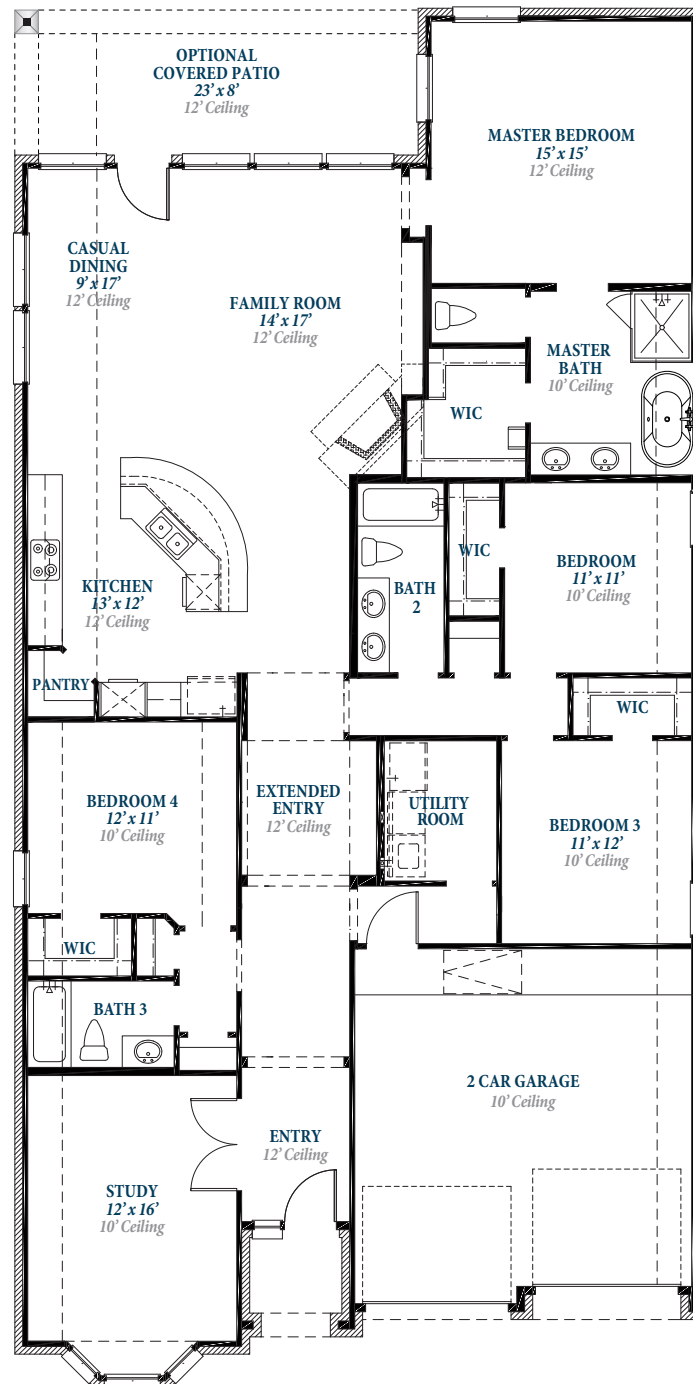 OPTIONAL
COVERED PATIO
23' x 8'
12' Ceiling
MASTER BEDROOM
15' x 15'
12' Ceiling
CASUAL
DINING
9' x 17'
12' Ceiling
FAMILY ROOM
14' x 17'
12' Ceiling
MASTER
BATH
10' Ceiling
WIC
KITCHEN
13' x 12'
12' Ceiling
BATH
2
WIC
BEDROOM
11' x 11'
10' Ceiling
PANTRY
WIC
BEDROOM 4
12' x 11'
10' Ceiling
EXTENDED
ENTRY
12' Ceiling
UTILITY
ROOM
BEDROOM 3
11' x 12'
10' Ceiling
WIC
BATH 3
2 CAR GARAGE
10' Ceiling
ENTRY
12' Ceiling
STUDY
12' x 16'
10' Ceiling